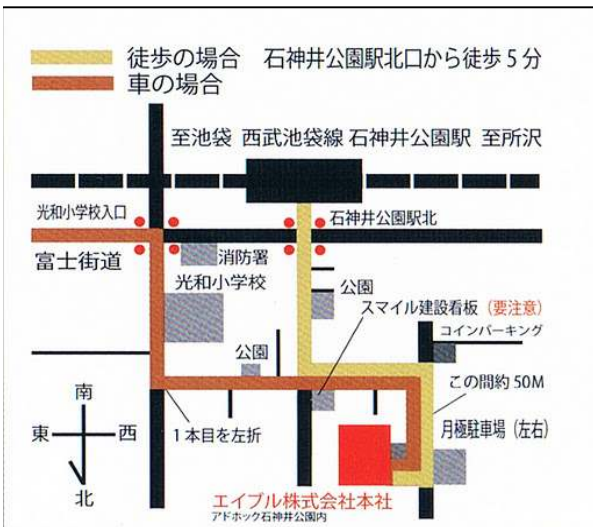 徒歩の場合 石神井公園駅北口から徒歩5分
車の場合
至池袋 西武池袋線 石神井公園駅 至所沢
光和小学校入口
石神井公園駅北
富士街道
消防署
光和小学校
公園
スマイル建設看板(要注意)
コインパーキング
公園
この間約50M
南
東 西
北
1本目を左折
月極駐車場(左右)
エイブル株式会社本社
アドホック石神井公園内